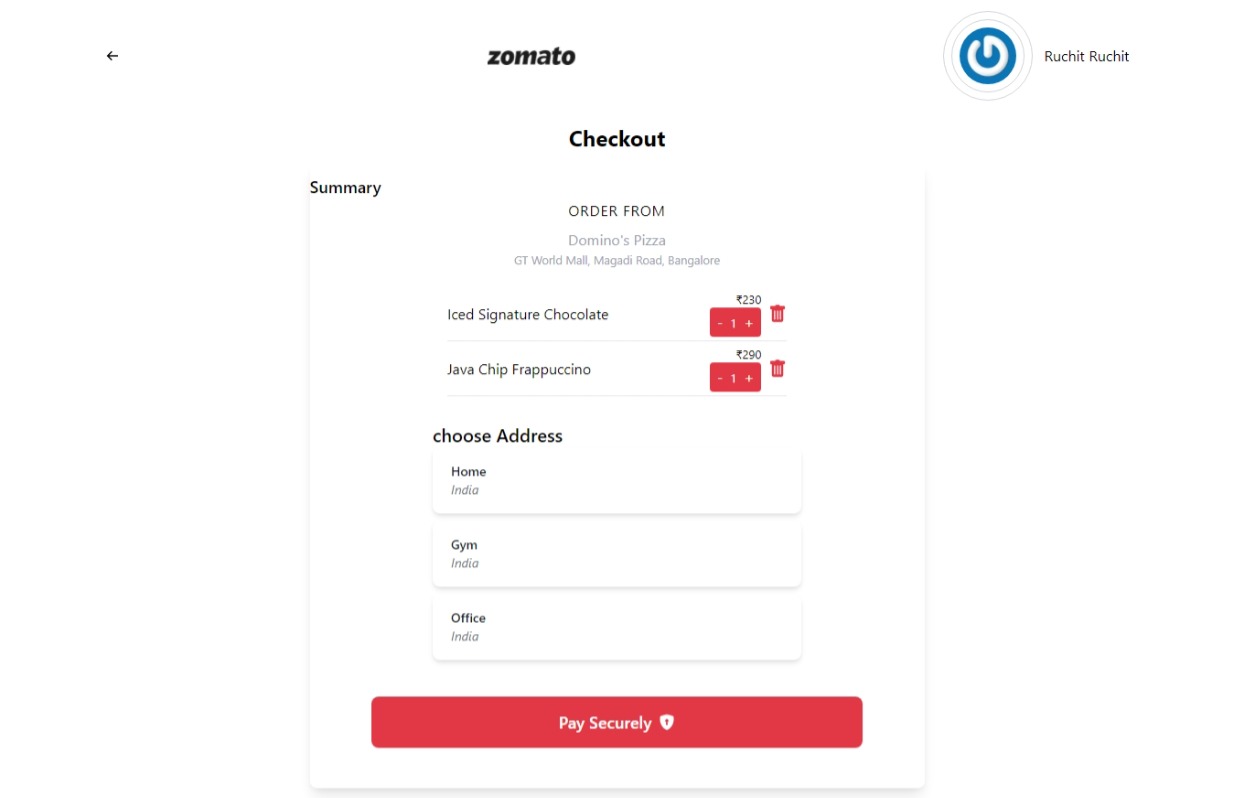 zomato
Ruchit Ruchit
Checkout
Summary
ORDER FROM
Domino's Pizza
GT World Mall, Magadi Road, Bangalore
₹230
Iced Signature Chocolate
- 1 +
₹290
Java Chip Frappuccino
- 1 +
choose Address
Home
India
Gym
India
Office
India
Pay Securely